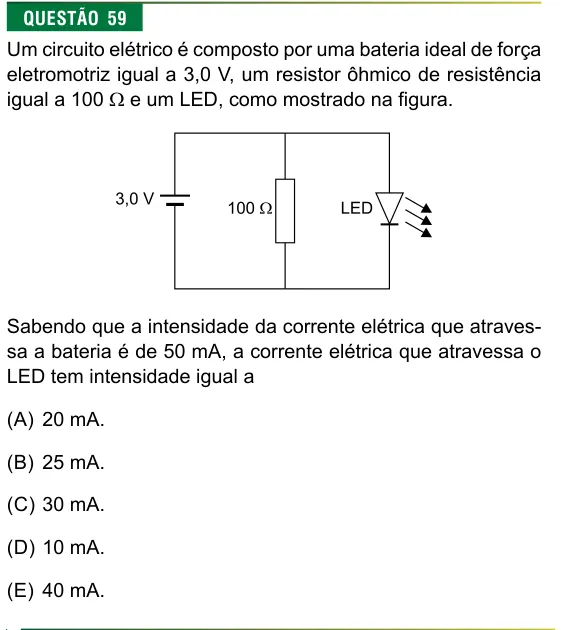 QUESTÃO 59
Um circuito elétrico é composto por uma bateria ideal de força
eletromotriz igual a 3,0 V, um resistor ôhmico de resistência
igual a 100 Ω e um LED, como mostrado na figura.
3,0 V
100 Ω
LED
Sabendo que a intensidade da corrente elétrica que atraves-
sa a bateria é de 50 mA, a corrente elétrica que atravessa o
LED tem intensidade igual a
(A) 20 mA.
(B) 25 mA.
(C) 30 mA.
(D) 10 mA.
(E) 40 mA.